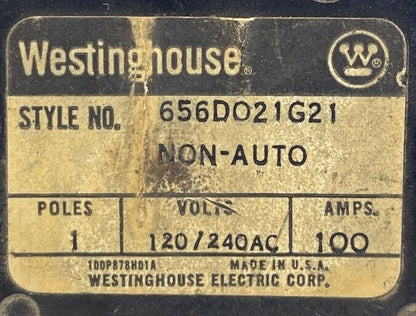 Westinghouse
STYLE NO. 656D021G21
NON-AUTO
POLES VOLTS AMPS.
1 120/240AC 100
100P878H01A MADE IN U.S.A.
WESTINGHOUSE ELECTRIC CORP.